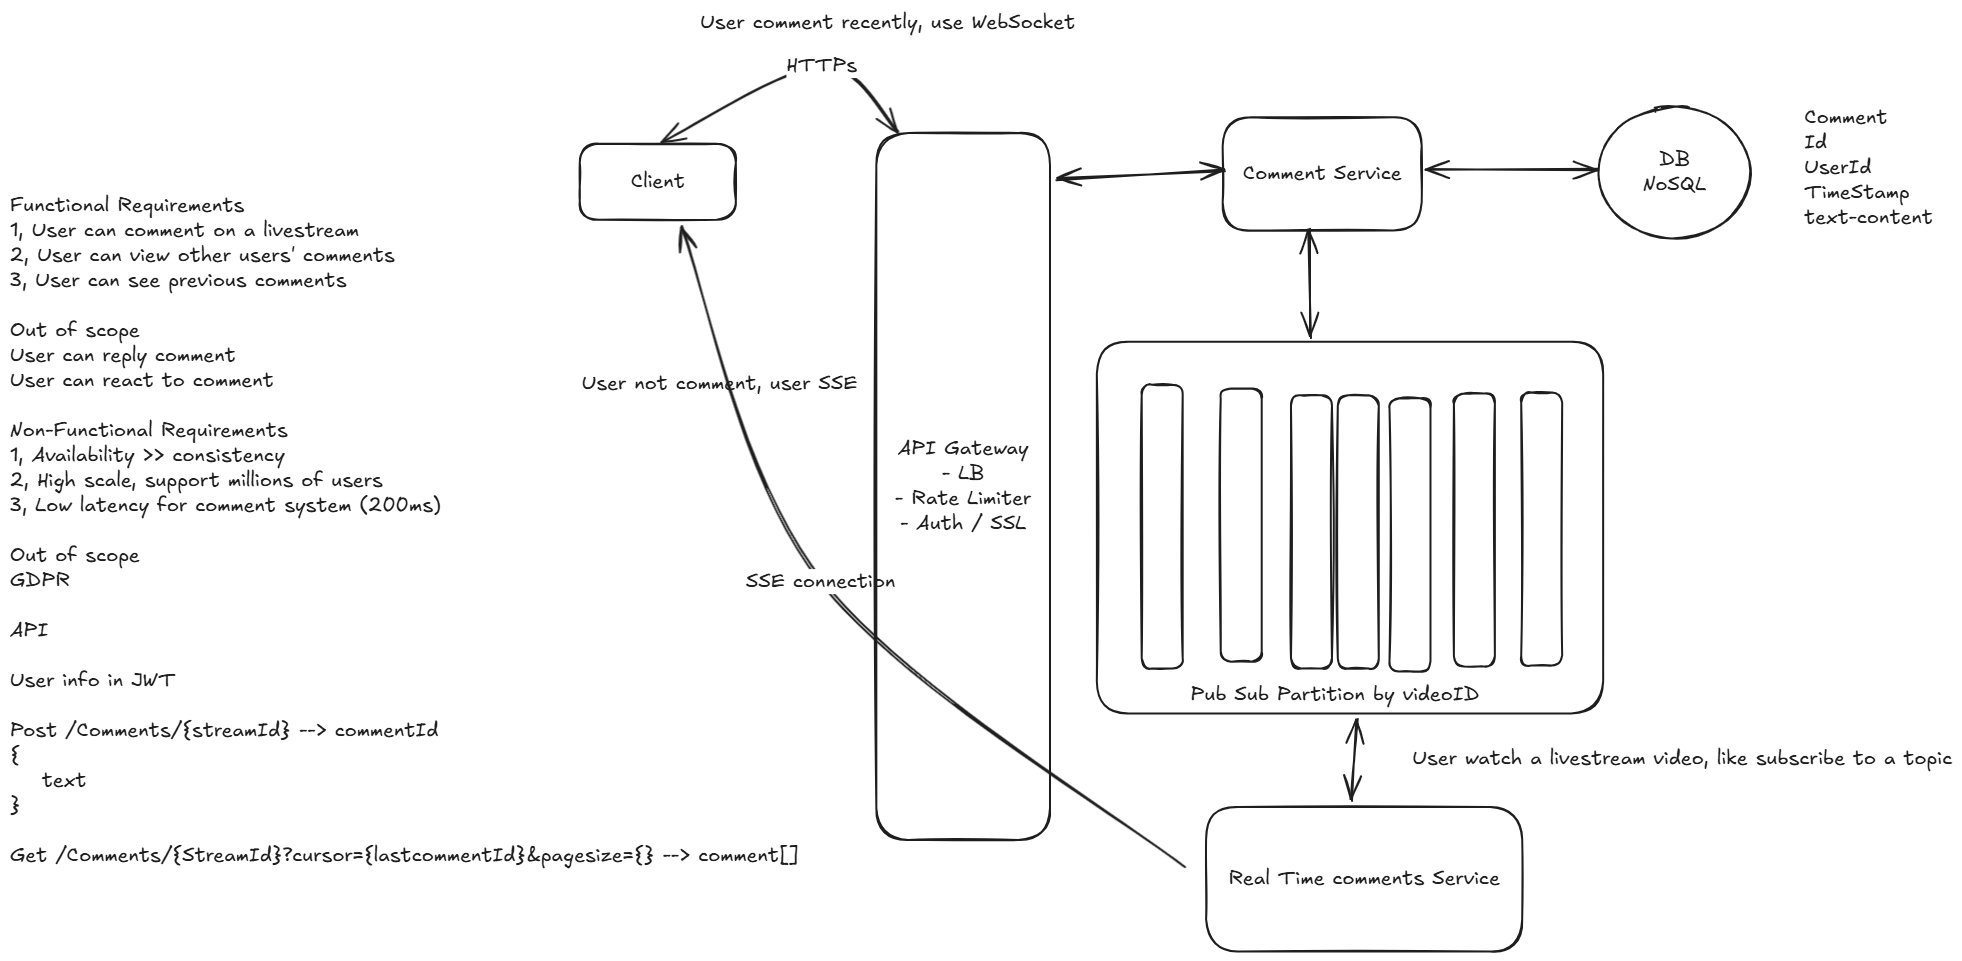 User comment recently, use WebSocket
HTTPs
Client
Comment Service
DB
NoSQL
Comment
Id
UserId
TimeStamp
text-content
Functional Requirements
1, User can comment on a livestream
2, User can view other users' comments
3, User can see previous comments
Out of scope
User can reply comment
User can react to comment
Non-Functional Requirements
1, Availability >> consistency
2, High scale, support millions of users
3, Low latency for comment system (200ms)
Out of scope
GDPR
API
User info in JWT
Post /Comments/{streamId} --> commentId
{
text
}
Get /Comments/{StreamId}?cursor={lastcommentId}&pagesize={} --> comment[]
User not comment, user SSE
SSE connection
API Gateway
- LB
- Rate Limiter
- Auth / SSL
Pub Sub Partition by videoID
User watch a livestream video, like subscribe to a topic
Real Time comments Service